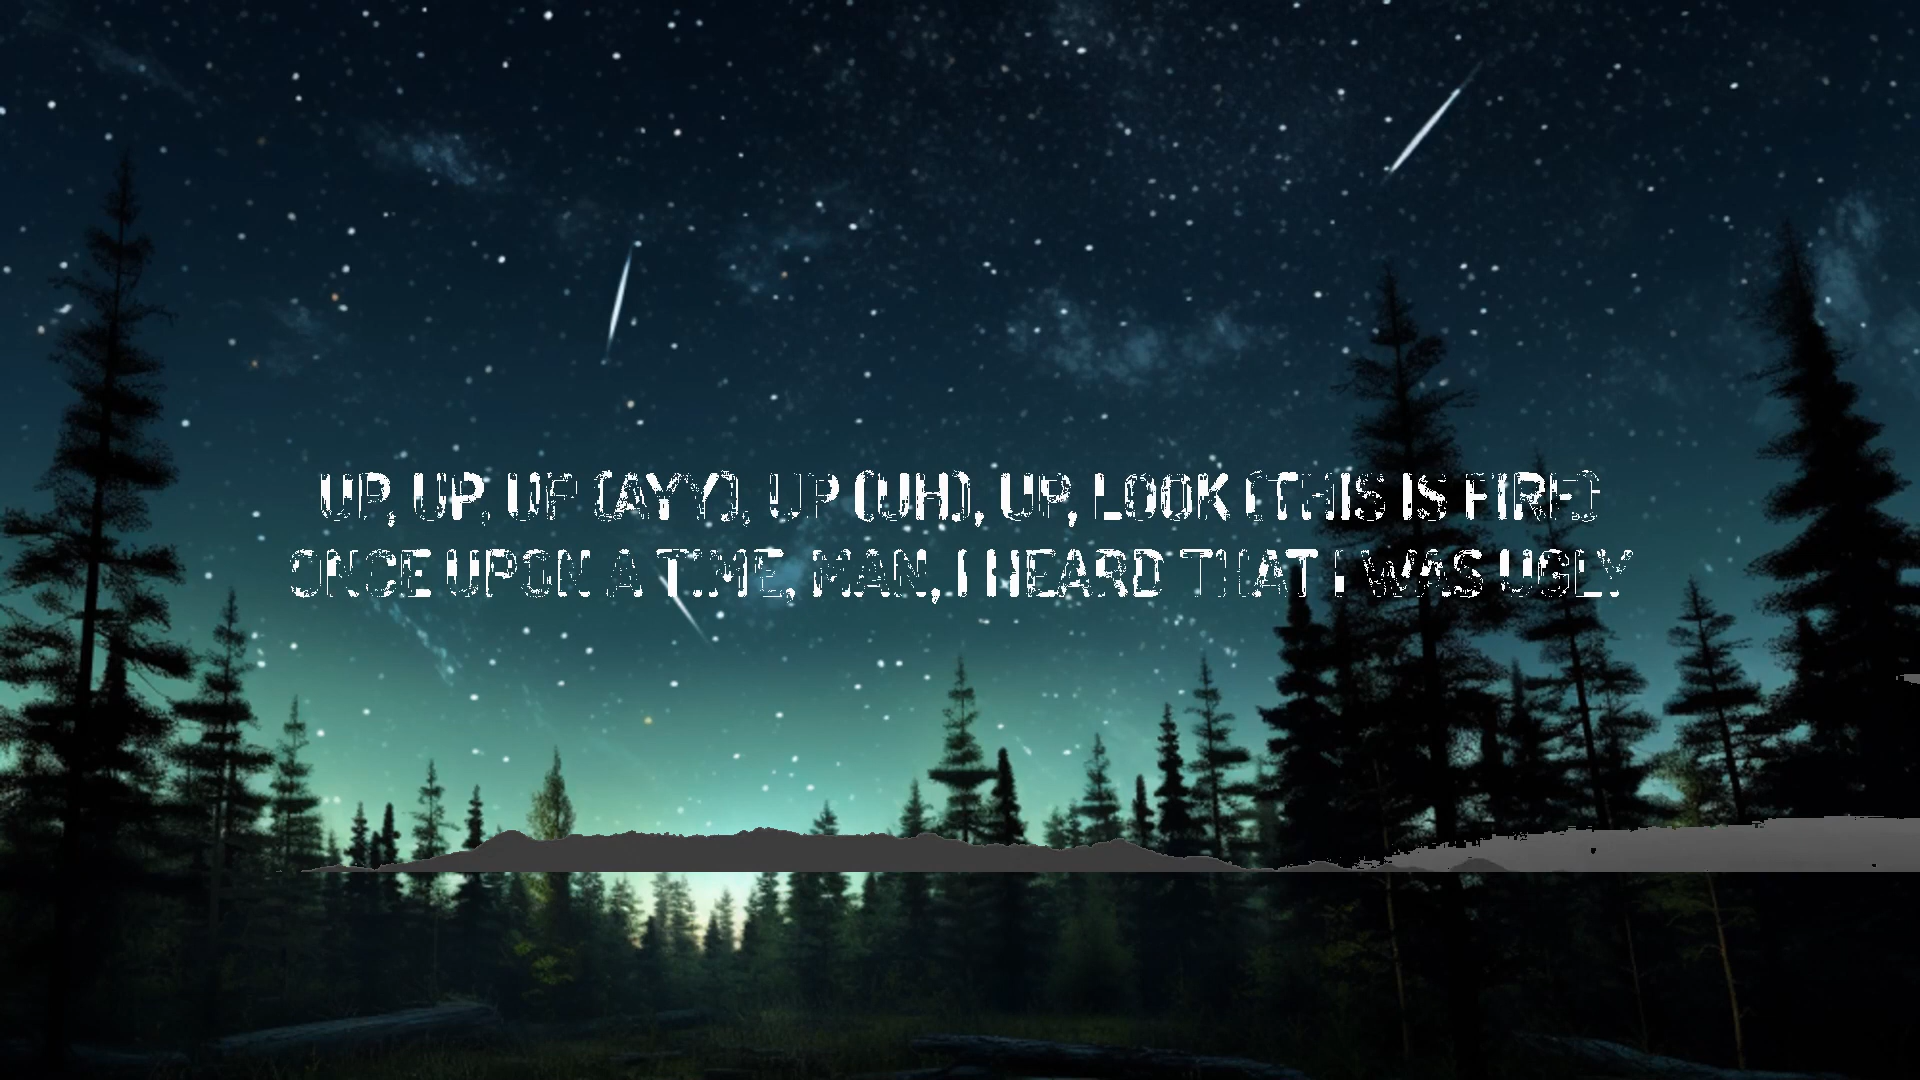 UP, UP, UP (AYY), UP (UH), UP, LOOK (THIS IS FIRE)
ONCE UPON A TIME, MAN, I HEARD THAT I WAS UGLY